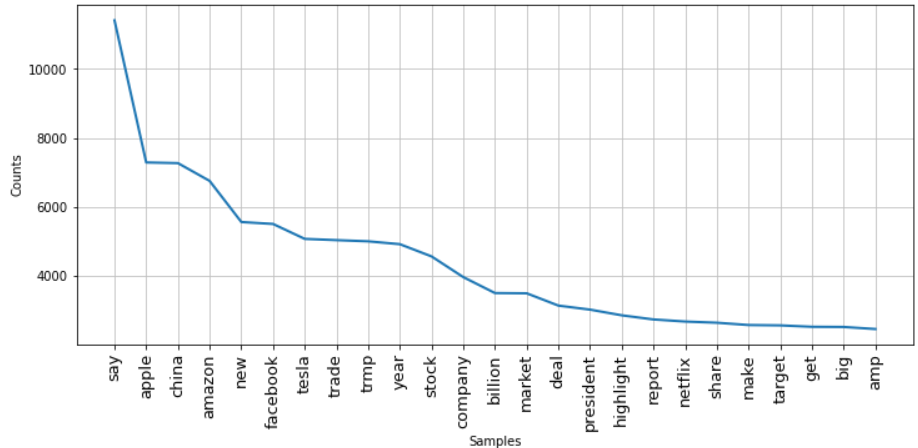 10000
8000
6000
4000
Counts
say
apple
china
amazon
new
facebook
tesla
trade
trmp
year
stock
company
billion
market
deal
president
highlight
report
netflix
share
make
target
get
big
amp
Samples